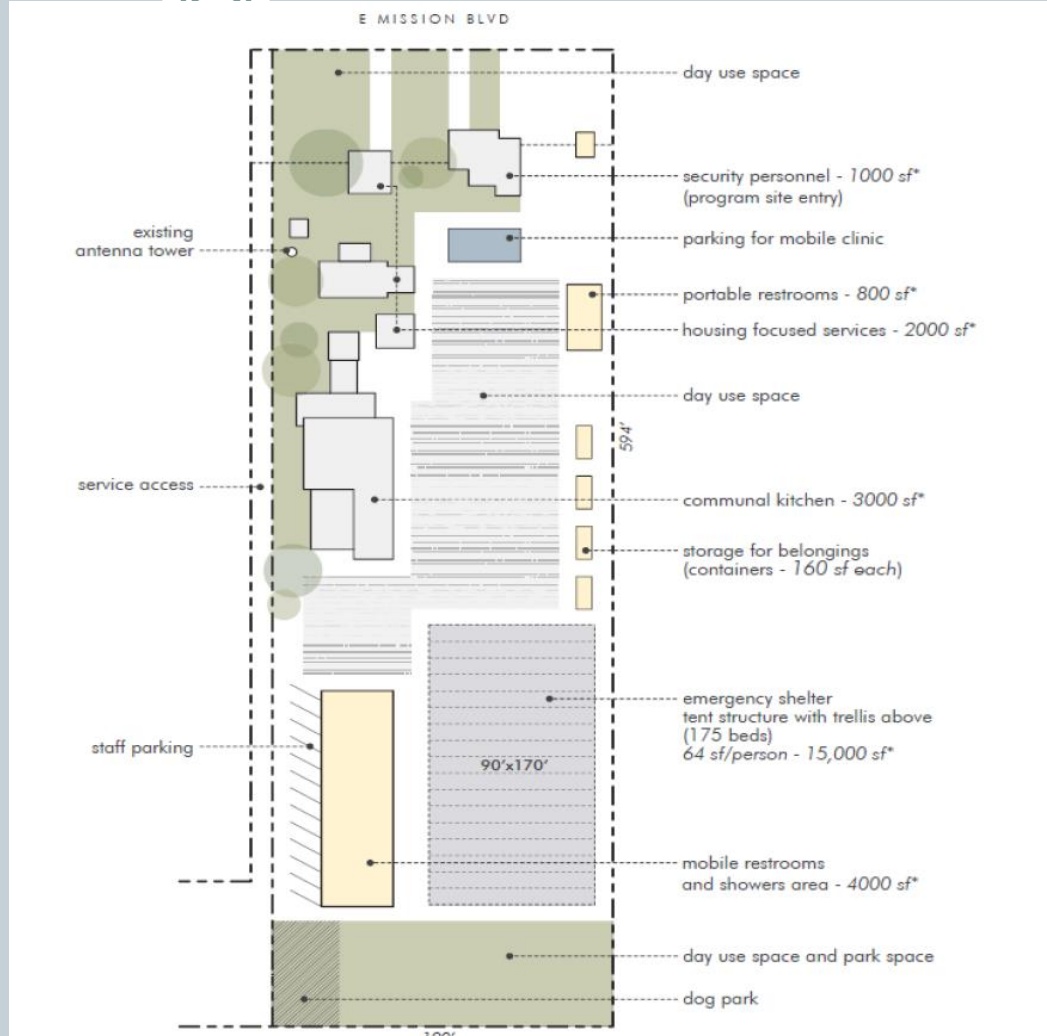 E MISSION BLVD
day use space
security personnel - 1000 sf*
(program site entry)
existing
antenna tower
parking for mobile clinic
portable restrooms - 800 sf*
housing focused services - 2000 sf*
day use space
594'
service access
communal kitchen - 3000 sf*
storage for belongings
(containers - 160 sf each)
emergency shelter
tent structure with trellis above
(175 beds)
64 sf/person - 15,000 sf*
staff parking
90'x170'
mobile restrooms
and showers area - 4000 sf*
day use space and park space
dog park